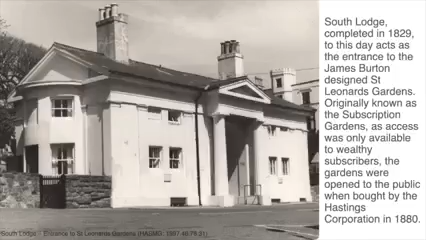 South Lodge,
completed in 1829,
to this day acts as
the entrance to the
James Burton
designed St
Leonards Gardens.
Originally known as
the Subscription
Gardens, as access
was only available
to wealthy
subscribers, the
gardens were
opened to the public
when bought by the
Hastings
Corporation in 1880.
South Lodge - Entrance to St Leonards Gardens